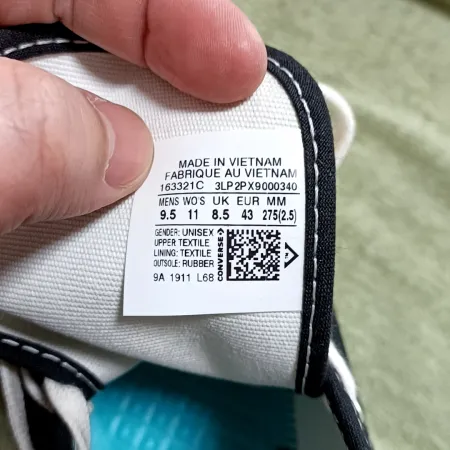 MADE IN VIETNAM
FABRIQUE AU VIETNAM
163321C 3LP2PX9000340
MENS WO'S UK EUR MM
9.5 11 8.5 43 275(2.5)
GENDER: UNISEX
UPPER TEXTILE
LINING: TEXTILE
OUTSOLE: RUBBER
9A 1911 L68
CONVERSE